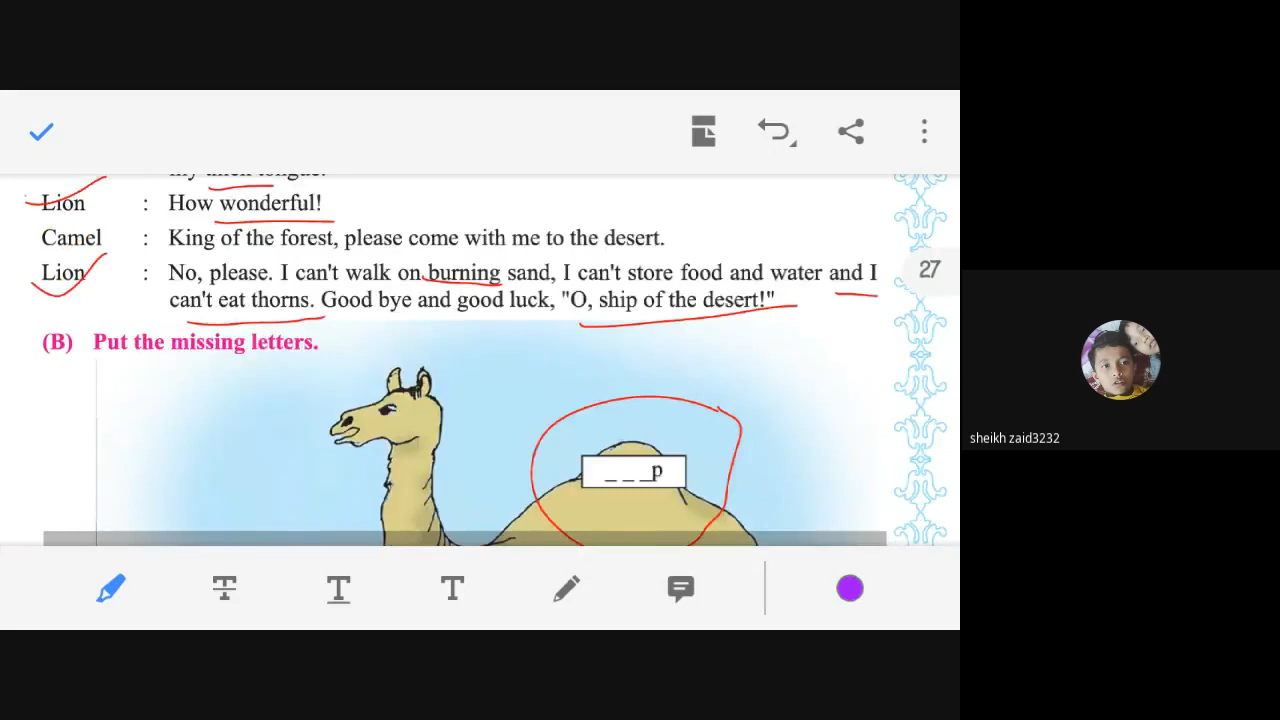 Lion : How wonderful!
Camel : King of the forest, please come with me to the desert.
Lion : No, please. I can't walk on burning sand, I can't store food and water and I
can't eat thorns. Good bye and good luck, "O, ship of the desert!"
27
(B) Put the missing letters.
_ _ _p
sheikh zaid3232